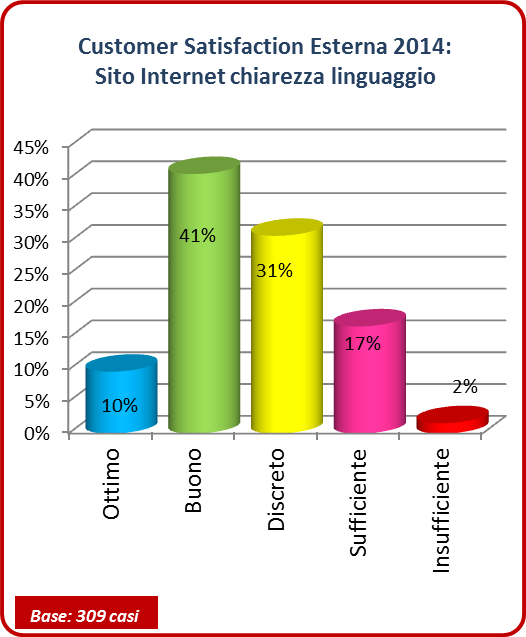 Customer Satisfaction Esterna 2014:
Sito Internet chiarezza linguaggio
45%
40%
35%
30%
25%
20%
15%
10%
5%
0%
10%
41%
31%
17%
2%
Ottimo
Buono
Discreto
Sufficiente
Insufficiente
Base: 309 casi